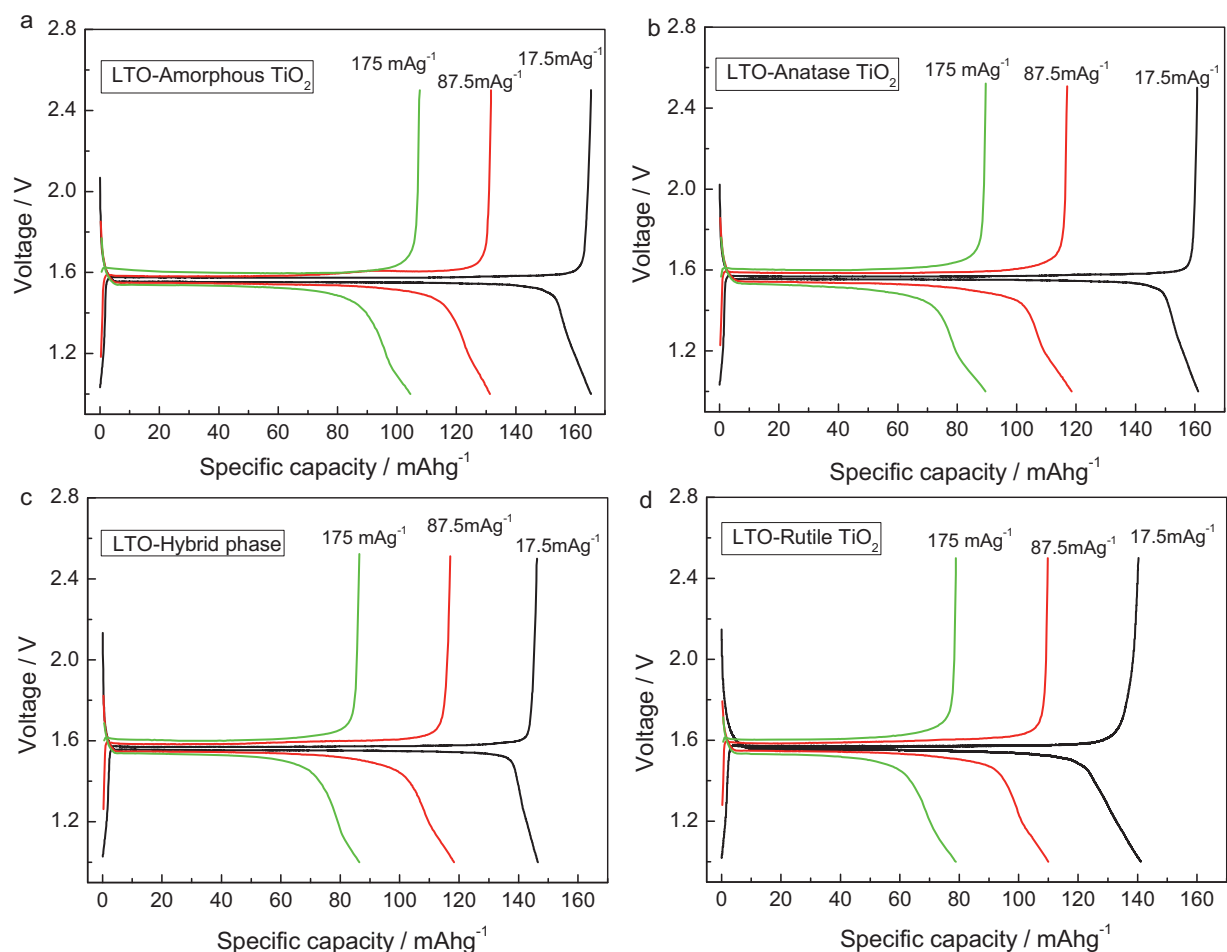 a
2.8
2.4
2.0
1.6
1.2
Voltage / V
LTO-Amorphous TiO₂
175 mAg⁻¹
87.5mAg⁻¹
17.5mAg⁻¹
0 20 40 60 80 100 120 140 160
Specific capacity / mAhg⁻¹
b
2.8
2.4
2.0
1.6
1.2
Voltage / V
LTO-Anatase TiO₂
175 mAg⁻¹
87.5mAg⁻¹
17.5mAg⁻¹
0 20 40 60 80 100 120 140 160
Specific capacity / mAhg⁻¹
c
2.8
2.4
2.0
1.6
1.2
Voltage / V
LTO-Hybrid phase
175 mAg⁻¹
87.5mAg⁻¹
17.5mAg⁻¹
0 20 40 60 80 100 120 140 160
Specific capacity / mAhg⁻¹
d
2.8
2.4
2.0
1.6
1.2
Voltage / V
LTO-Rutile TiO₂
175 mAg⁻¹
87.5mAg⁻¹
17.5mAg⁻¹
0 20 40 60 80 100 120 140 160
Specific capacity / mAhg⁻¹